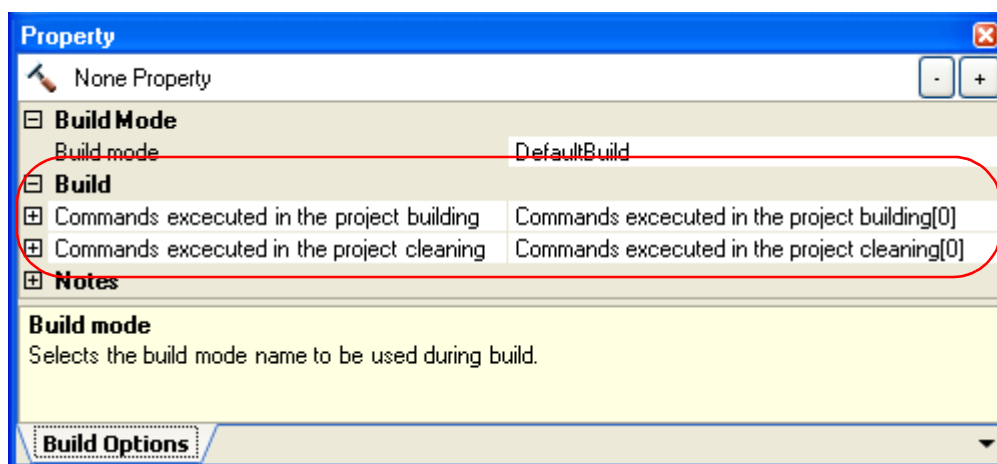 Property
None Property
- +
Build Mode
Build mode DefaultBuild
Build
Commands excecuted in the project building Commands excecuted in the project building[0]
Commands excecuted in the project cleaning Commands excecuted in the project cleaning[0]
Notes
Build mode
Selects the build mode name to be used during build.
Build Options